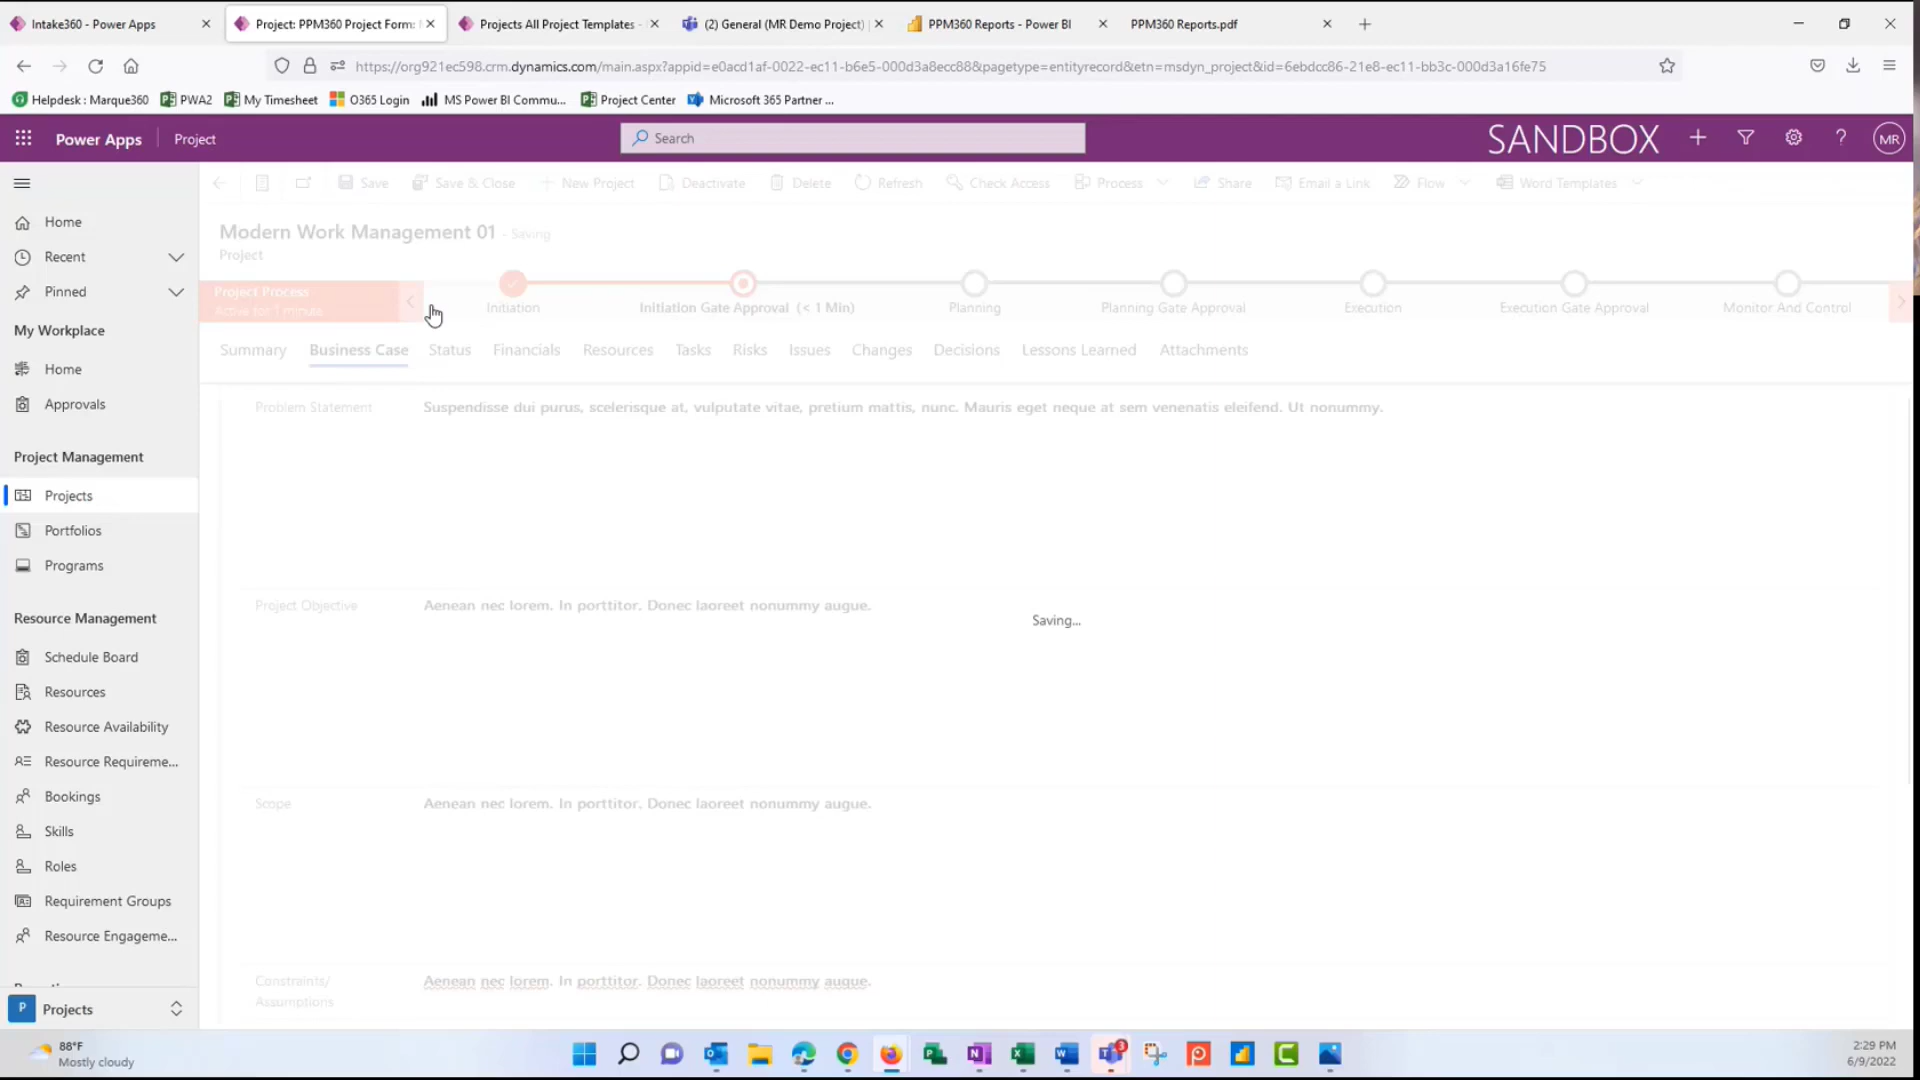 Intake360 - Power Apps
Project: PPM360 Project Form:
Projects All Project Templates -
(2) General (MR Demo Project) |
PPM360 Reports - Power BI
PPM360 Reports.pdf
https://org921ec598.crm.dynamics.com/main.aspx?appid=e0acd1af-0022-ec11-b6e5-000d3a8ecc88&pagetype=entityrecord&etn=msdyn_project&id=6ebdcc86-21e8-ec11-bb3c-000d3a16fe75
Helpdesk : Marque360
PWA2
My Timesheet
O365 Login
MS Power BI Commu...
Project Center
Microsoft 365 Partner ...
Power Apps
Project
Search
SANDBOX
MR
Save
Save & Close
New Project
Deactivate
Delete
Refresh
Check Access
Process
Share
Email a Link
Flow
Word Templates
Modern Work Management 01 - Saving
Project
Project Process
Active for 1 minute
Initiation
Initiation Gate Approval (< 1 Min)
Planning
Planning Gate Approval
Execution
Execution Gate Approval
Monitor And Control
Summary
Business Case
Status
Financials
Resources
Tasks
Risks
Issues
Changes
Decisions
Lessons Learned
Attachments
Problem Statement
Suspendisse dui purus, scelerisque at, vulputate vitae, pretium mattis, nunc. Mauris eget neque at sem venenatis eleifend. Ut nonummy.
Project Objective
Aenean nec lorem. In porttitor. Donec laoreet nonummy augue.
Saving...
Scope
Aenean nec lorem. In porttitor. Donec laoreet nonummy augue.
Constraints/
Assumptions
Aenean nec lorem. In porttitor. Donec laoreet nonummy augue.
Home
Recent
Pinned
My Workplace
Home
Approvals
Project Management
Projects
Portfolios
Programs
Resource Management
Schedule Board
Resources
Resource Availability
Resource Requireme...
Bookings
Skills
Roles
Requirement Groups
Resource Engageme...
P
Projects
88°F
Mostly cloudy
3
2:29 PM
6/9/2022